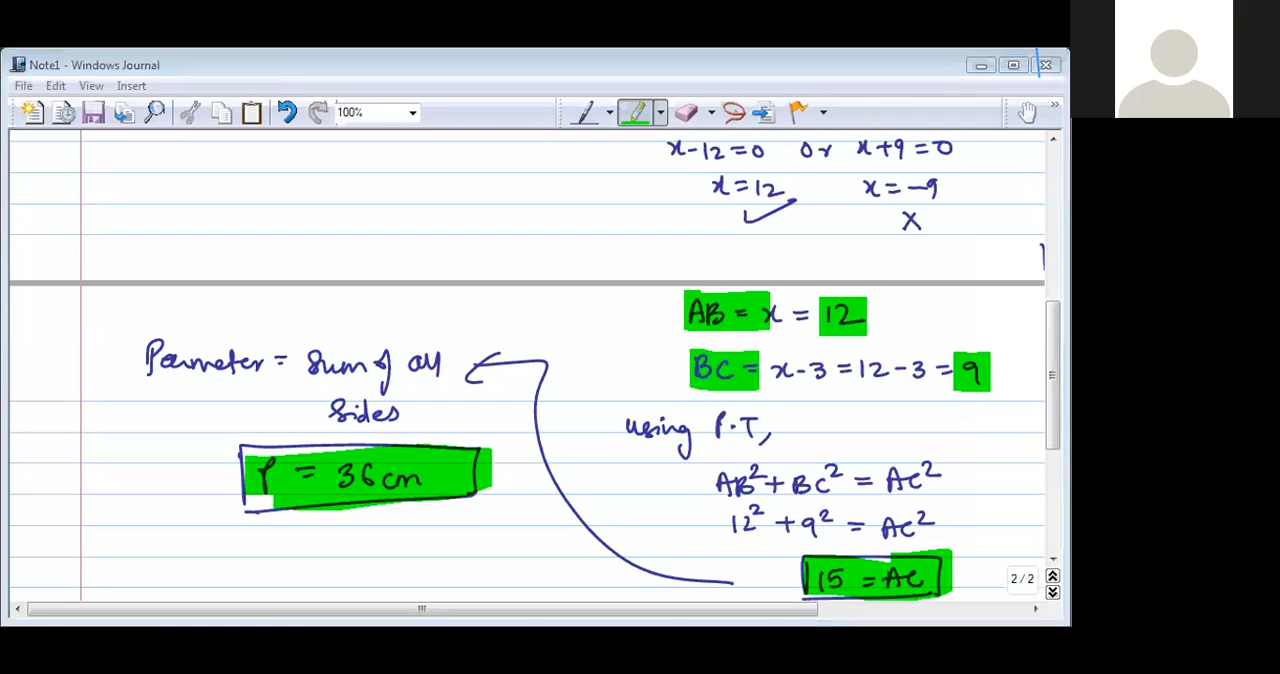 Note1 - Windows Journal
File Edit View Insert
100%
x-12=0 Or x+9=0
x=12 x=-9
✓ X
AB = x = 12
BC = x-3 = 12-3 = 9
Parmeter = Sum of all
sides
P = 36cm
using P.T,
AB² + BC² = AC²
12² + 9² = AC²
15 = AC
2/2